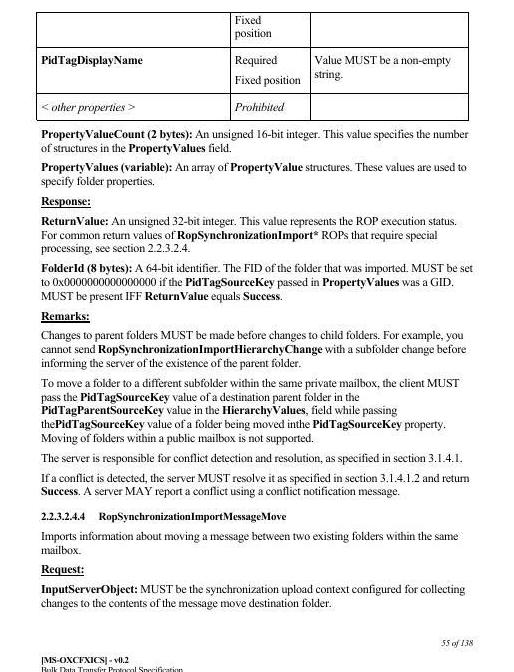 Fixed
position
PidTagDisplayName
Required
Fixed position
Value MUST be a non-empty
string.
< other properties >
Prohibited
PropertyValueCount (2 bytes): An unsigned 16-bit integer. This value specifies the number
of structures in the PropertyValues field.
PropertyValues (variable): An array of PropertyValue structures. These values are used to
specify folder properties.
Response:
ReturnValue: An unsigned 32-bit integer. This value represents the ROP execution status.
For common return values of RopSynchronizationImport* ROPs that require special
processing, see section 2.2.3.2.4.
FolderId (8 bytes): A 64-bit identifier. The FID of the folder that was imported. MUST be set
to 0x0000000000000000 if the PidTagSourceKey passed in PropertyValues was a GID.
MUST be present IFF ReturnValue equals Success.
Remarks:
Changes to parent folders MUST be made before changes to child folders. For example, you
cannot send RopSynchronizationImportHierarchyChange with a subfolder change before
informing the server of the existence of the parent folder.
To move a folder to a different subfolder within the same private mailbox, the client MUST
pass the PidTagSourceKey value of a destination parent folder in the
PidTagParentSourceKey value in the HierarchyValues, field while passing
thePidTagSourceKey value of a folder being moved inthe PidTagSourceKey property.
Moving of folders within a public mailbox is not supported.
The server is responsible for conflict detection and resolution, as specified in section 3.1.4.1.
If a conflict is detected, the server MUST resolve it as specified in section 3.1.4.1.2 and return
Success. A server MAY report a conflict using a conflict notification message.
2.2.3.2.4.4 RopSynchronizationImportMessageMove
Imports information about moving a message between two existing folders within the same
mailbox.
Request:
InputServerObject: MUST be the synchronization upload context configured for collecting
changes to the contents of the message move destination folder.
55 of 138
[MS-OXCFXICS] - v0.2
Bulk Data Transfer Protocol Specification